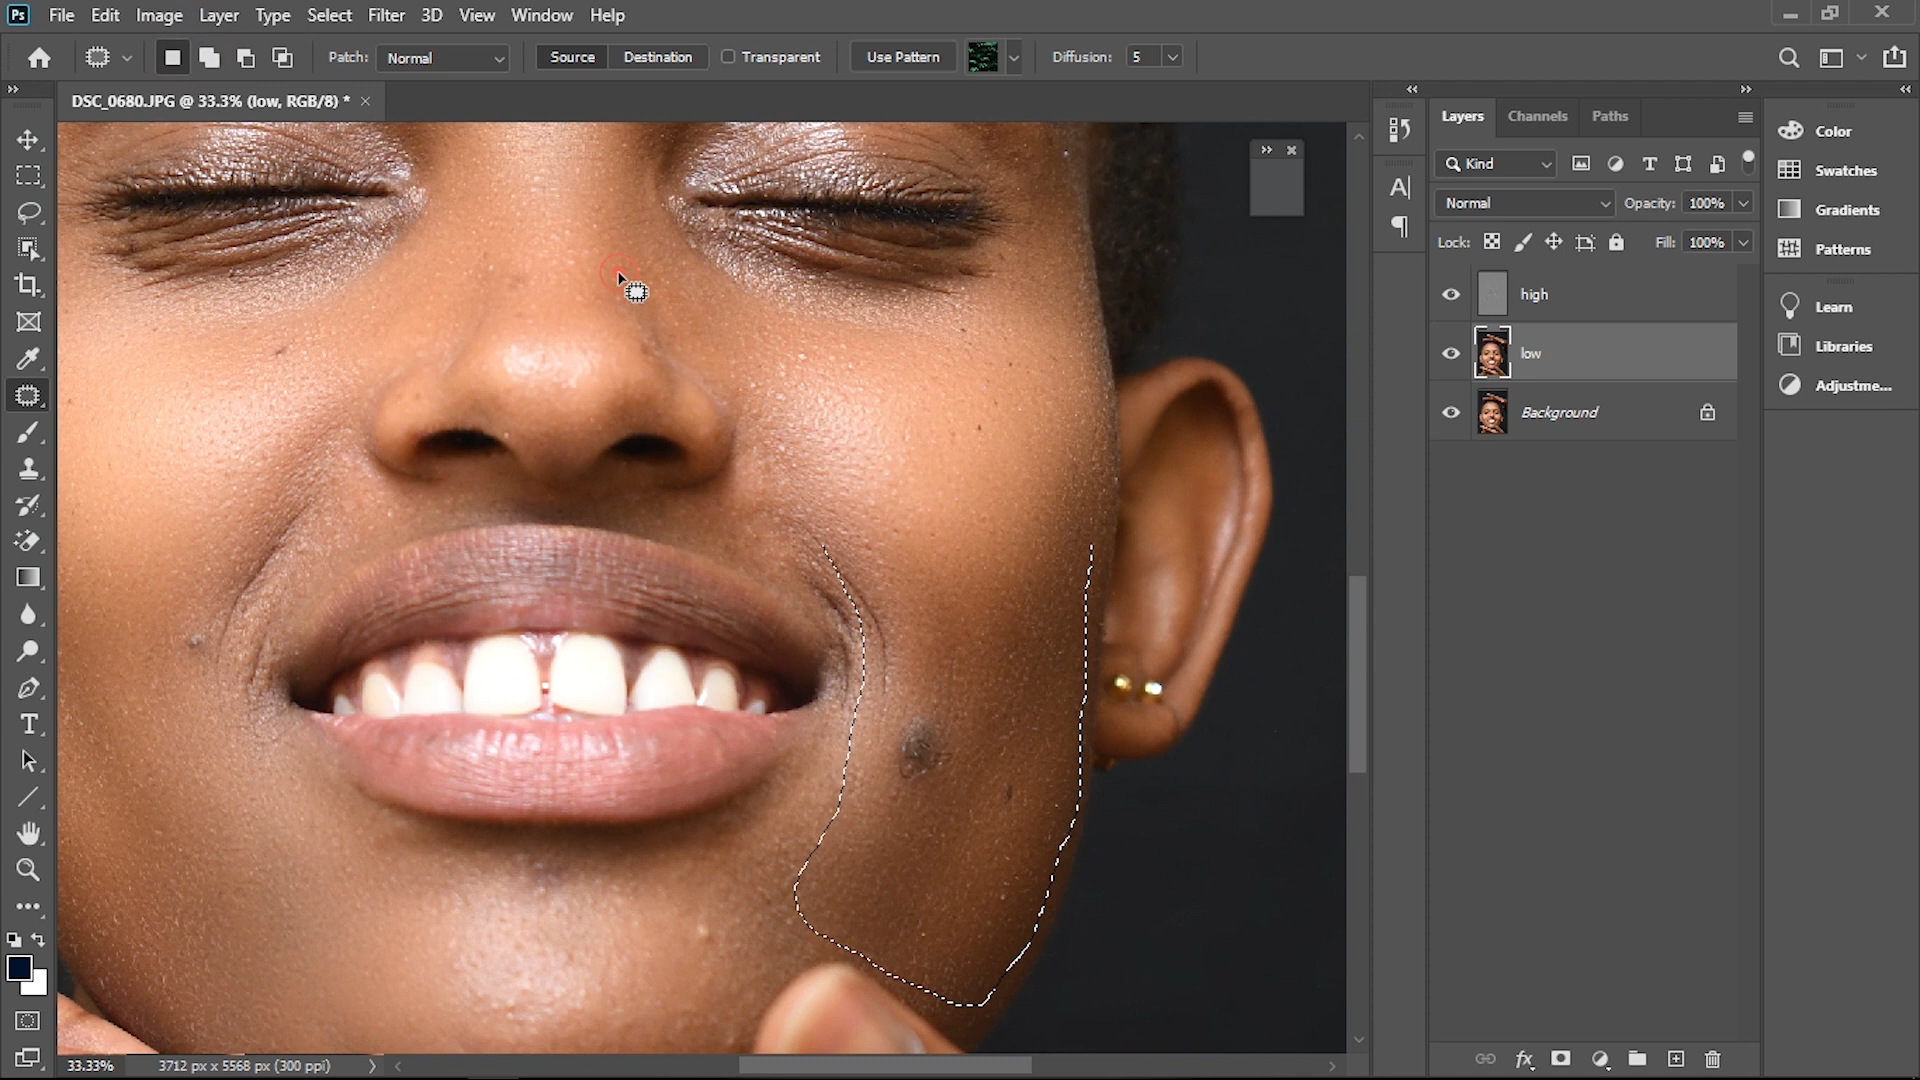 Ps File Edit Image Layer Type Select Filter 3D View Window Help
Patch: Normal Source Destination Transparent Use Pattern Diffusion: 5
DSC_0680.JPG @ 33.3% (low, RGB/8) *
Layers Channels Paths
Kind
Normal Opacity: 100%
Lock: Fill: 100%
high
low
Background
Color
Swatches
Gradients
Patterns
Learn
Libraries
Adjustme...
33.33% 3712 px x 5568 px (300 ppi)